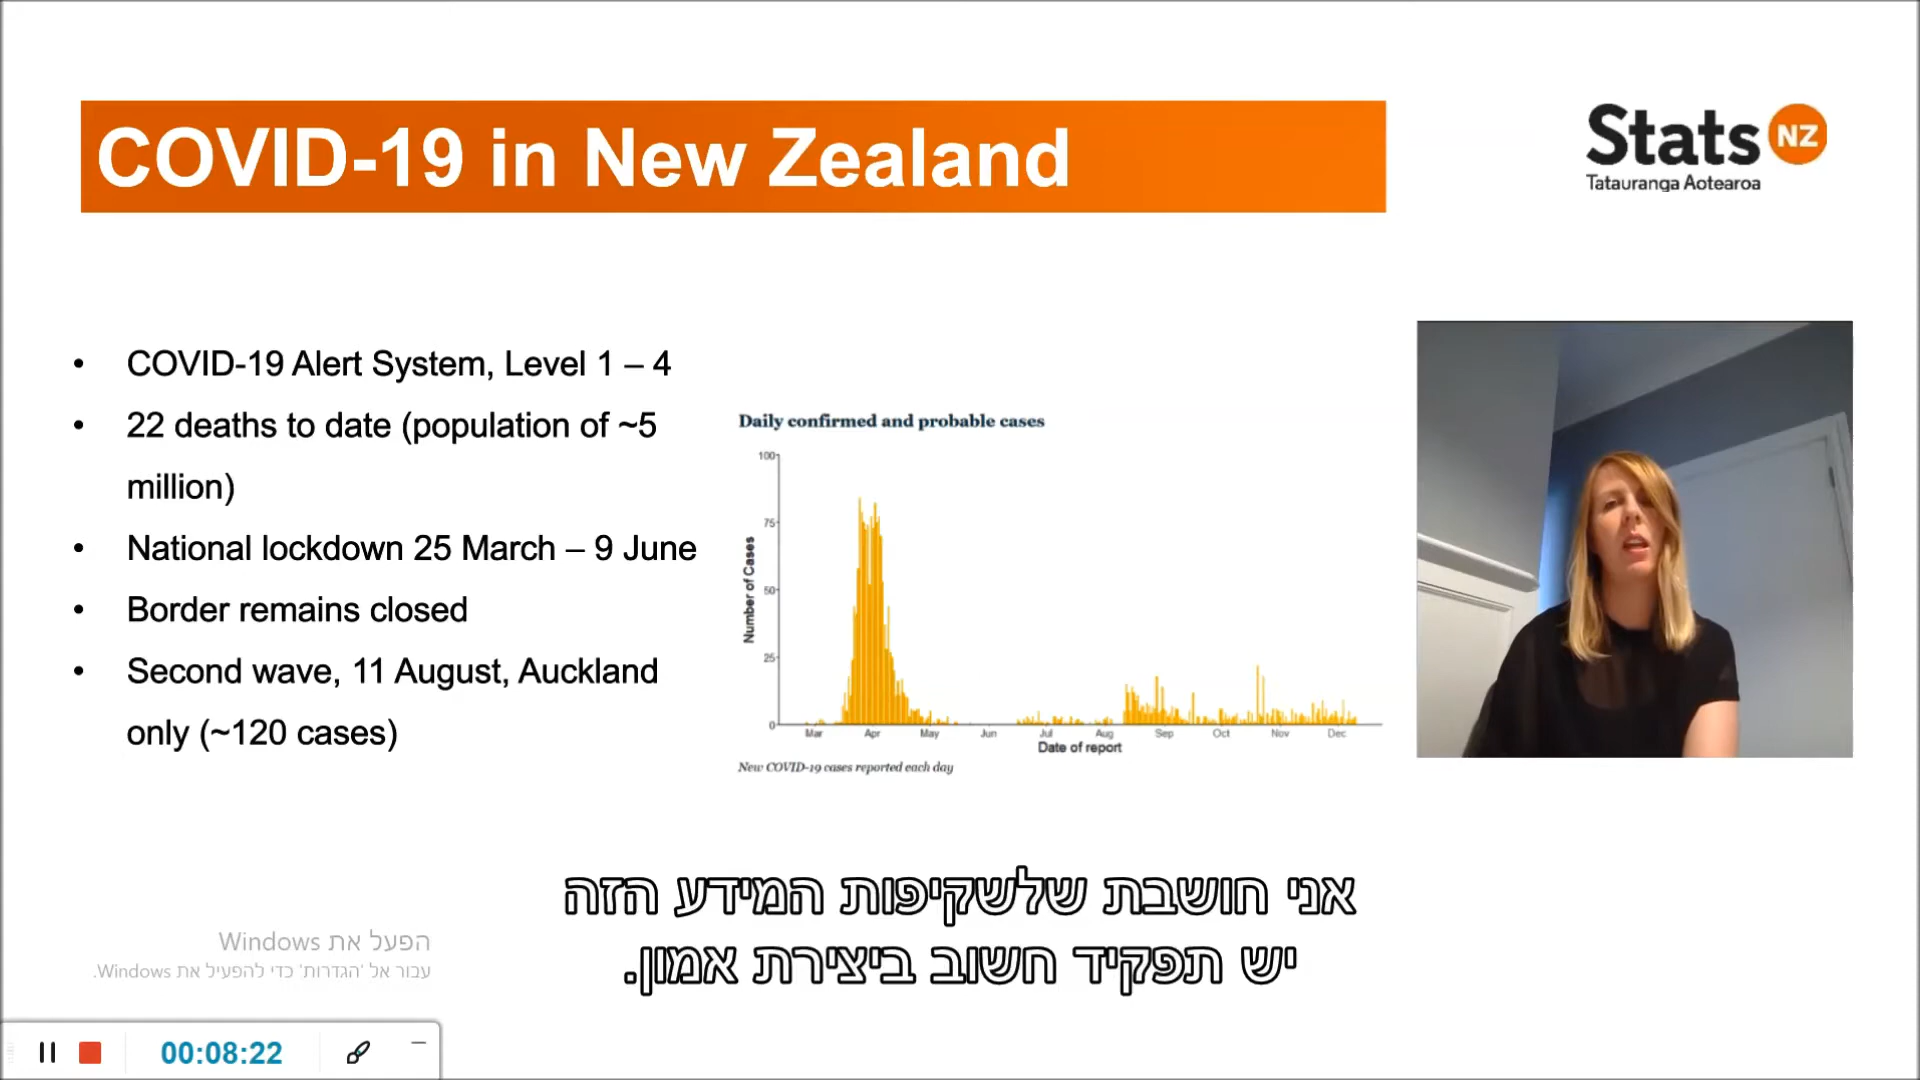 COVID-19 in New Zealand
Stats NZ
Tatauranga Aotearoa
• COVID-19 Alert System, Level 1 – 4
• 22 deaths to date (population of ~5
million)
• National lockdown 25 March – 9 June
• Border remains closed
• Second wave, 11 August, Auckland
only (~120 cases)
Daily confirmed and probable cases
100
75
50
25
0
Number of Cases
Mar Apr May Jun Jul Aug Sep Oct Nov Dec
Date of report
New COVID-19 cases reported each day
אני חושבת שלשקיפות המידע הזה
יש תפקיד חשוב ביצירת אמון.
הפעל את Windows
עבור אל 'הגדרות' כדי להפעיל את Windows.
00:08:22